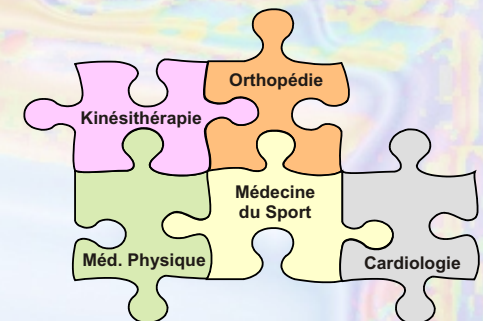 Orthopédie
Kinésithérapie
Médecine
du Sport
Méd. Physique
Cardiologie